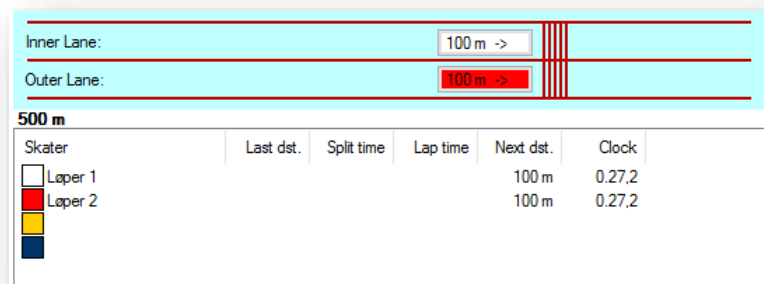 Inner Lane: 100 m ->
Outer Lane: 100 m ->
500 m
Skater Last dst. Split time Lap time Next dst. Clock
Løper 1 100 m 0.27,2
Løper 2 100 m 0.27,2